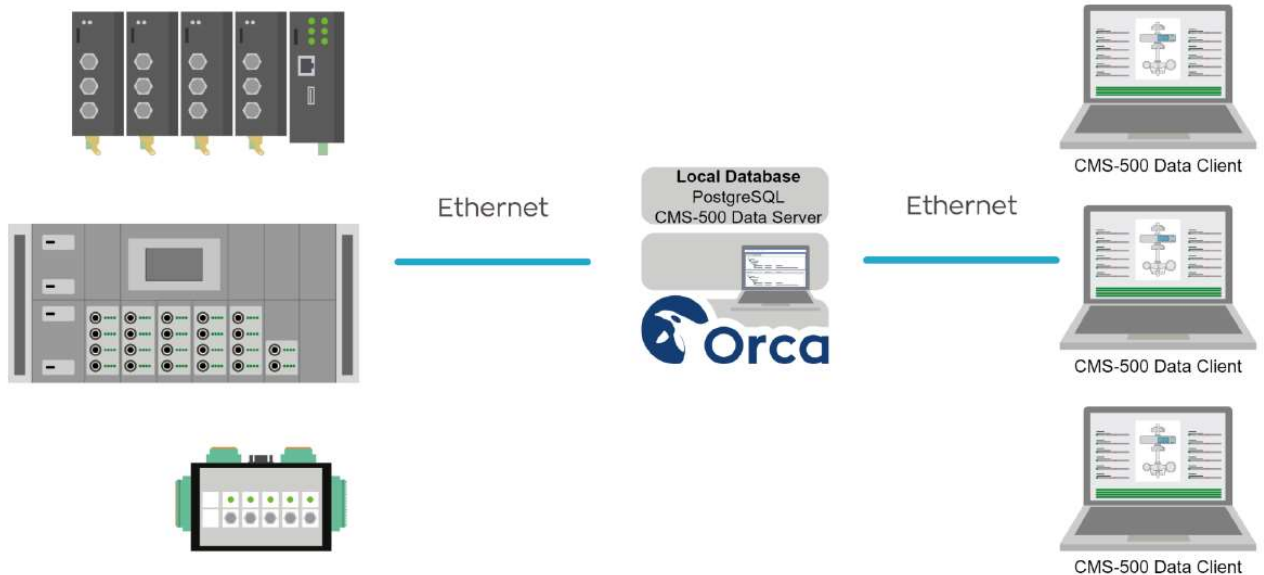 CMS-500 Data Client
Ethernet
Local Database
PostgreSQL
CMS-500 Data Server
Ethernet
Orca
CMS-500 Data Client
CMS-500 Data Client